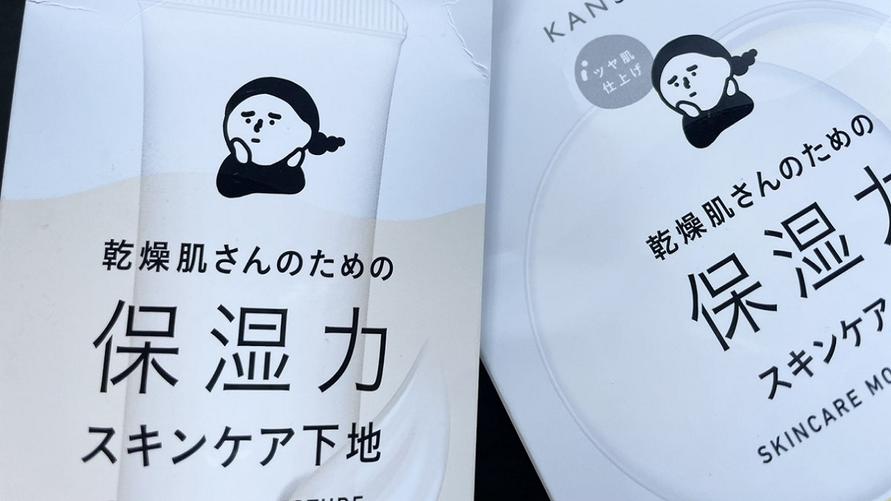 乾燥肌さんのための
保湿力
スキンケア下地
ツヤ肌
仕上げ
乾燥肌さんのための
保湿力
スキンケア
SKINCARE MO